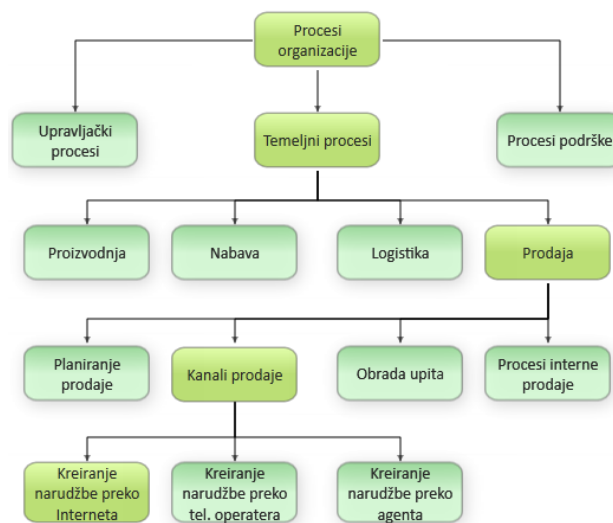 Procesi
organizacije
Upravljački
procesi
Temeljni procesi
Procesi podrške
Proizvodnja
Nabava
Logistika
Prodaja
Planiranje
prodaje
Kanali prodaje
Obrada upita
Procesi interne
prodaje
Kreiranje
narudžbe preko
Interneta
Kreiranje
narudžbe preko
tel. operatera
Kreiranje
narudžbe preko
agenta